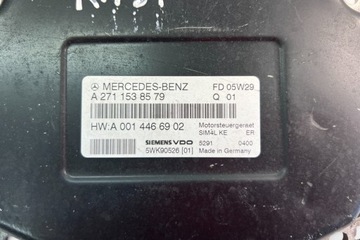 MERCEDES-BENZ FD 05W29
A 271 153 85 79 Q 01
HW:A 001 446 69 02 Motorsteuergeraet
SIM4L KE ER
SIEMENS VDO 5291 0400
5WK90526 [01] Made in Germany